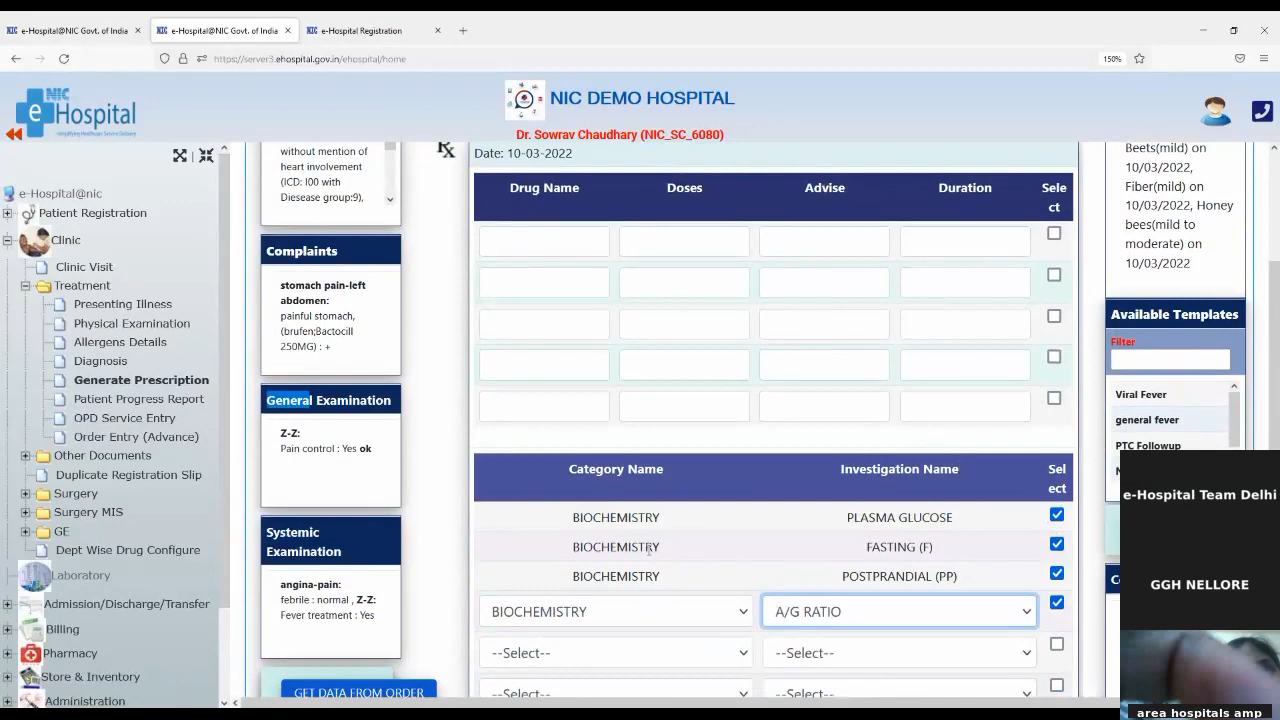 e-Hospital@NIC Govt. of India
e-Hospital@NIC Govt. of India
e-Hospital Registration
https://server3.ehospital.gov.in/ehospital/home
150%
NIC
eHospital
NIC DEMO HOSPITAL
Dr. Sowrav Chaudhary (NIC_SC_6080)
e-Hospital@nic
Patient Registration
Clinic
Clinic Visit
Treatment
Presenting Illness
Physical Examination
Allergens Details
Diagnosis
Generate Prescription
Patient Progress Report
OPD Service Entry
Order Entry (Advance)
Other Documents
Duplicate Registration Slip
Surgery
Surgery MIS
GE
Dept Wise Drug Configure
Laboratory
Admission/Discharge/Transfer
Billing
Pharmacy
Store & Inventory
Administration
without mention of
heart involvement
(ICD: I00 with
Diesease group:9),
Complaints
stomach pain-left
abdomen:
painful stomach,
(brufen;Bactocill
250MG) : +
General Examination
Z-Z:
Pain control : Yes ok
Systemic
Examination
angina-pain:
febrile : normal , Z-Z:
Fever treatment : Yes
GET DATA FROM ORDER
Rx
Date: 10-03-2022
Drug Name Doses Advise Duration Sele
ct
Category Name Investigation Name Sel
ect
BIOCHEMISTRY PLASMA GLUCOSE
BIOCHEMISTRY FASTING (F)
BIOCHEMISTRY POSTPRANDIAL (PP)
BIOCHEMISTRY A/G RATIO
--Select-- --Select--
--Select-- --Select--
Beets(mild) on
10/03/2022,
Fiber(mild) on
10/03/2022, Honey
bees(mild to
moderate) on
10/03/2022
Available Templates
Filter
Viral Fever
general fever
PTC Followup
e-Hospital Team Delhi
GGH NELLORE
area hospitals amp